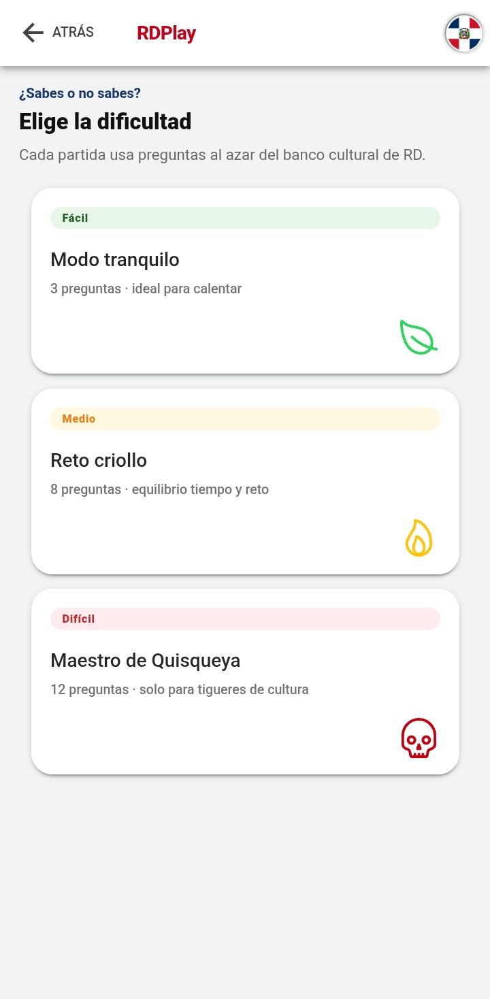 ATRÁS
RDPlay
¿Sabes o no sabes?
Elige la dificultad
Cada partida usa preguntas al azar del banco cultural de RD.
Fácil
Modo tranquilo
3 preguntas · ideal para calentar
Medio
Reto criollo
8 preguntas · equilibrio tiempo y reto
Difícil
Maestro de Quisqueya
12 preguntas · solo para tigueres de cultura